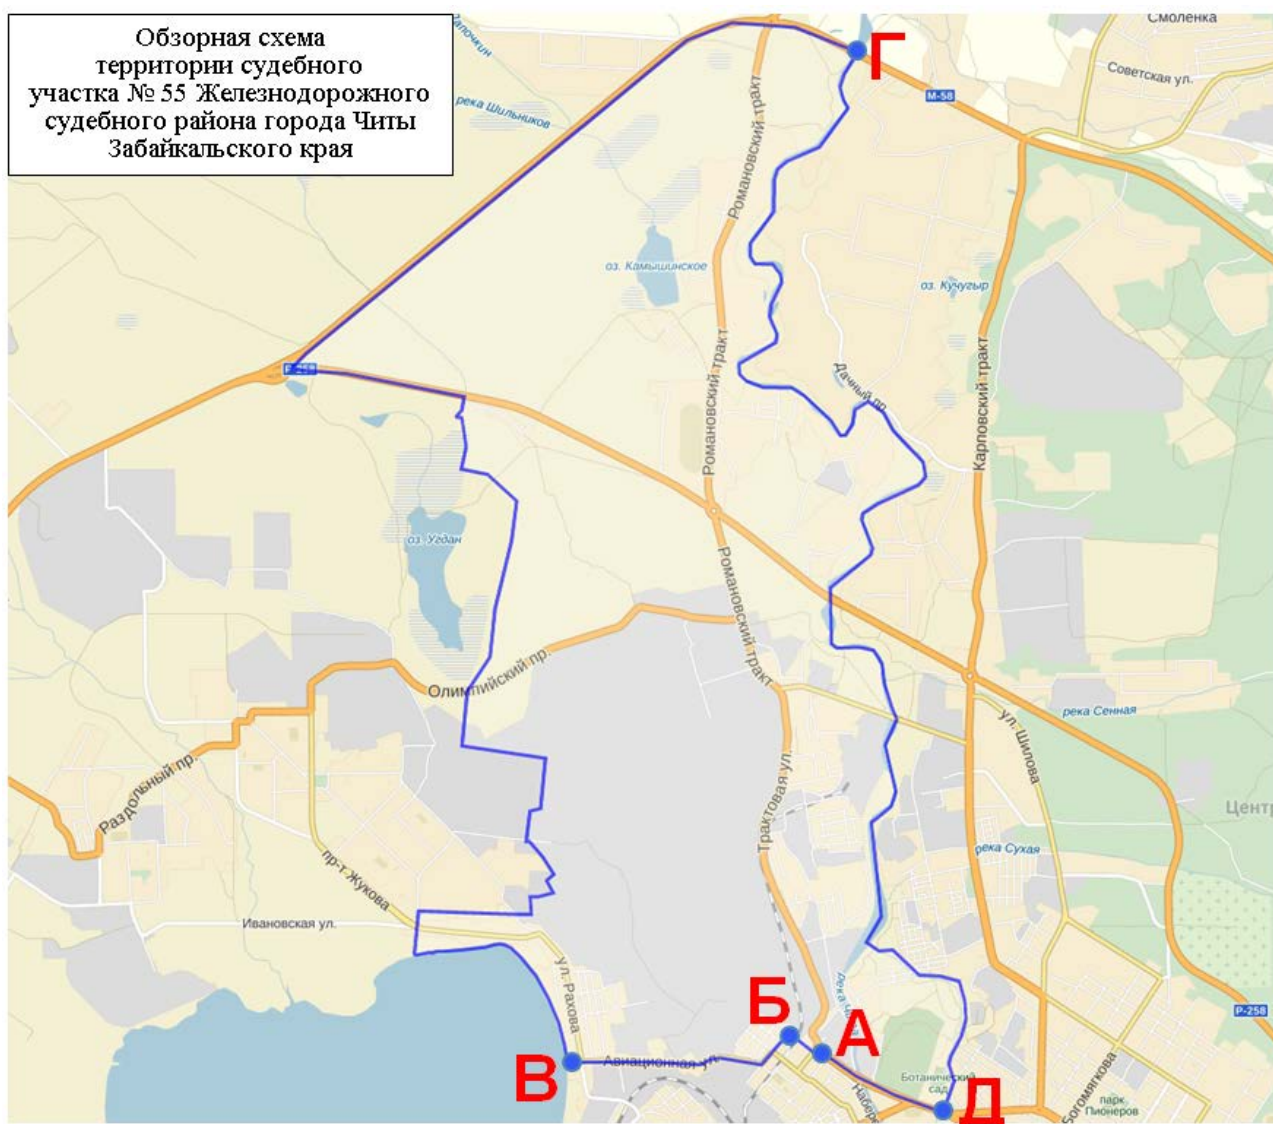 Обзорная схема
территории судебного
участка № 55 Железнодорожного
судебного района города Читы
Забайкальского края
Смоленка
Советская ул.
река Шильников
М-58
Г
Романовский тракт
оз. Камышинское
оз. Кучугыр
Романовский тракт
Дачный пр.
Карповский тракт
оз. Угдан
Романовский тракт
Олимпийский пр.
река Сенная
ул. Шилова
Раздольный пр.
Трактовая ул.
Центр
река Сухая
пр-т Жукова
Ивановская ул.
ул. Рахова
Р-258
Б
А
В
Авиационная ул.
Ботанический
сад
Д
парк
Пионеров
Богомягкова